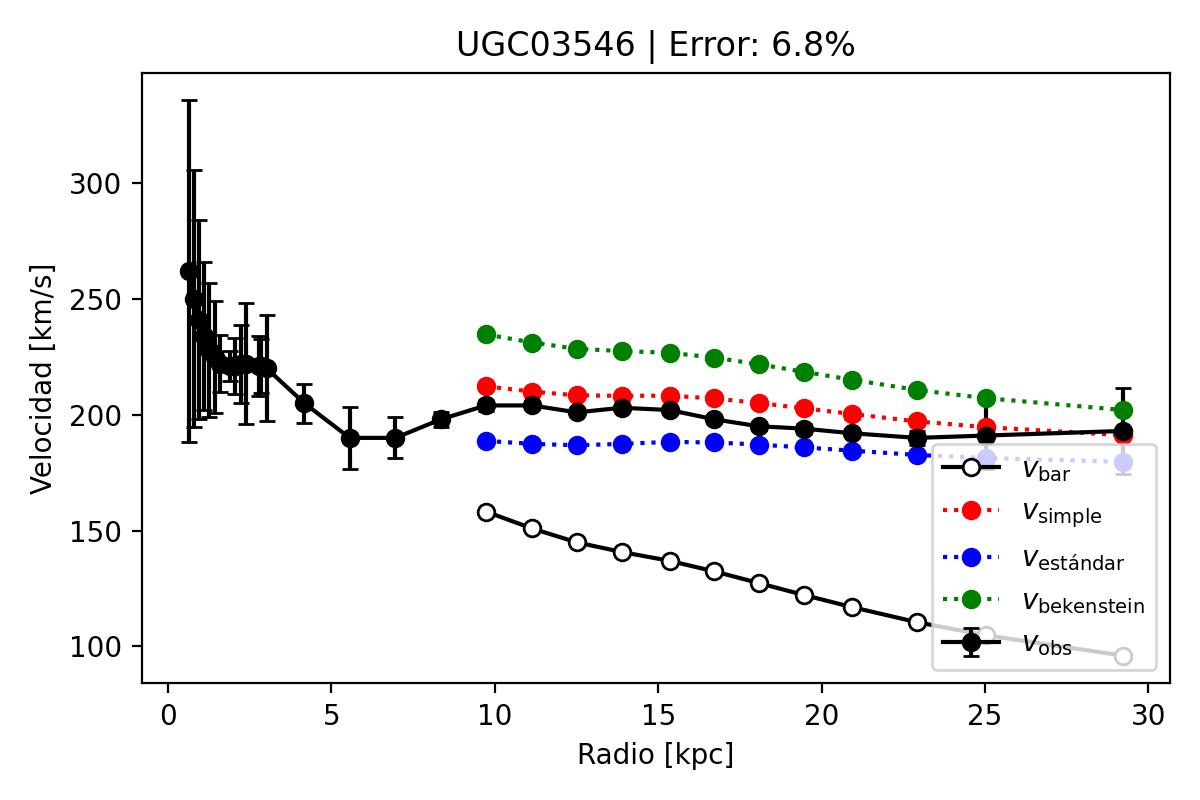 UGC03546 | Error: 6.8%
Velocidad [km/s]
300
250
200
150
100
v_bar
v_simple
v_estándar
v_bekenstein
v_obs
0 5 10 15 20 25 30
Radio [kpc]